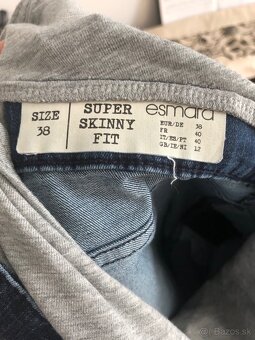 SIZE
38
SUPER
SKINNY
FIT
esmara
EUR/DE 38
FR 40
IT/ES/PT 40
GB/IE/NI 12
Bazos.sk